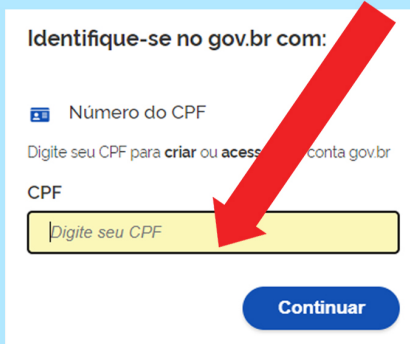 Identifique-se no gov.br com:
Número do CPF
Digite seu CPF para criar ou acess conta gov.br
CPF
Digite seu CPF
Continuar